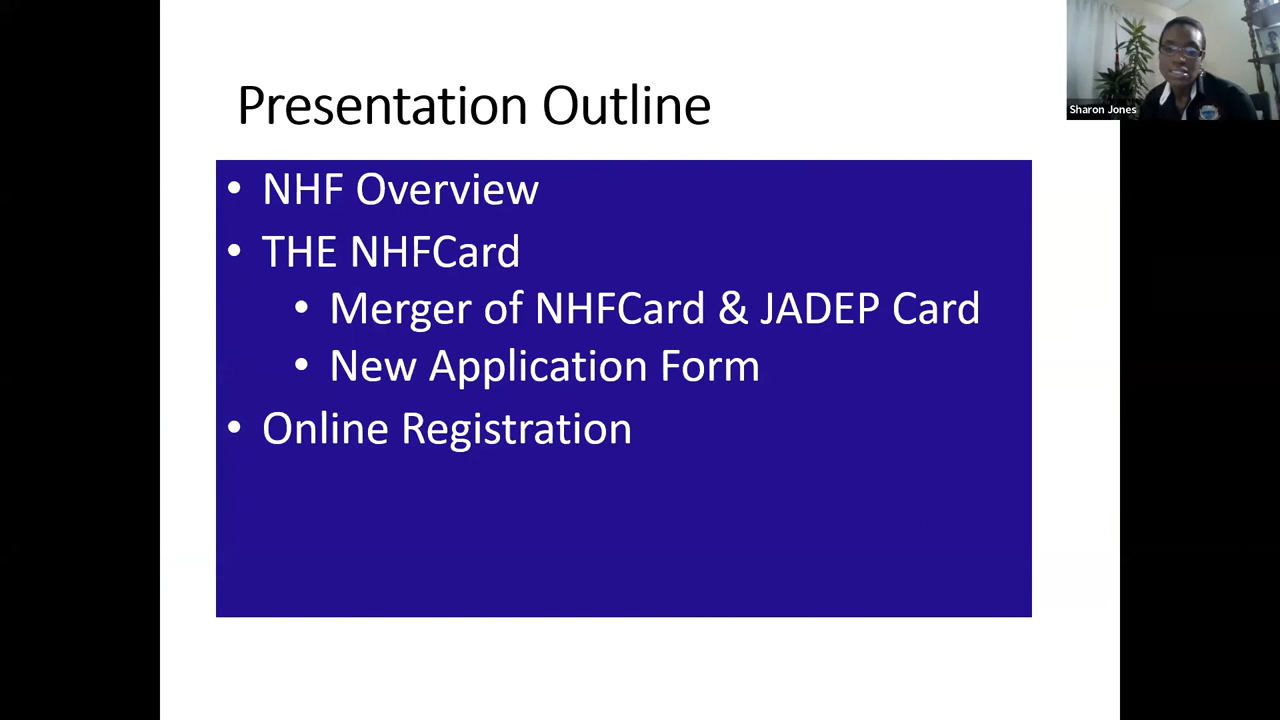 Presentation Outline
• NHF Overview
• THE NHFCard
• Merger of NHFCard & JADEP Card
• New Application Form
• Online Registration
Sharon Jones